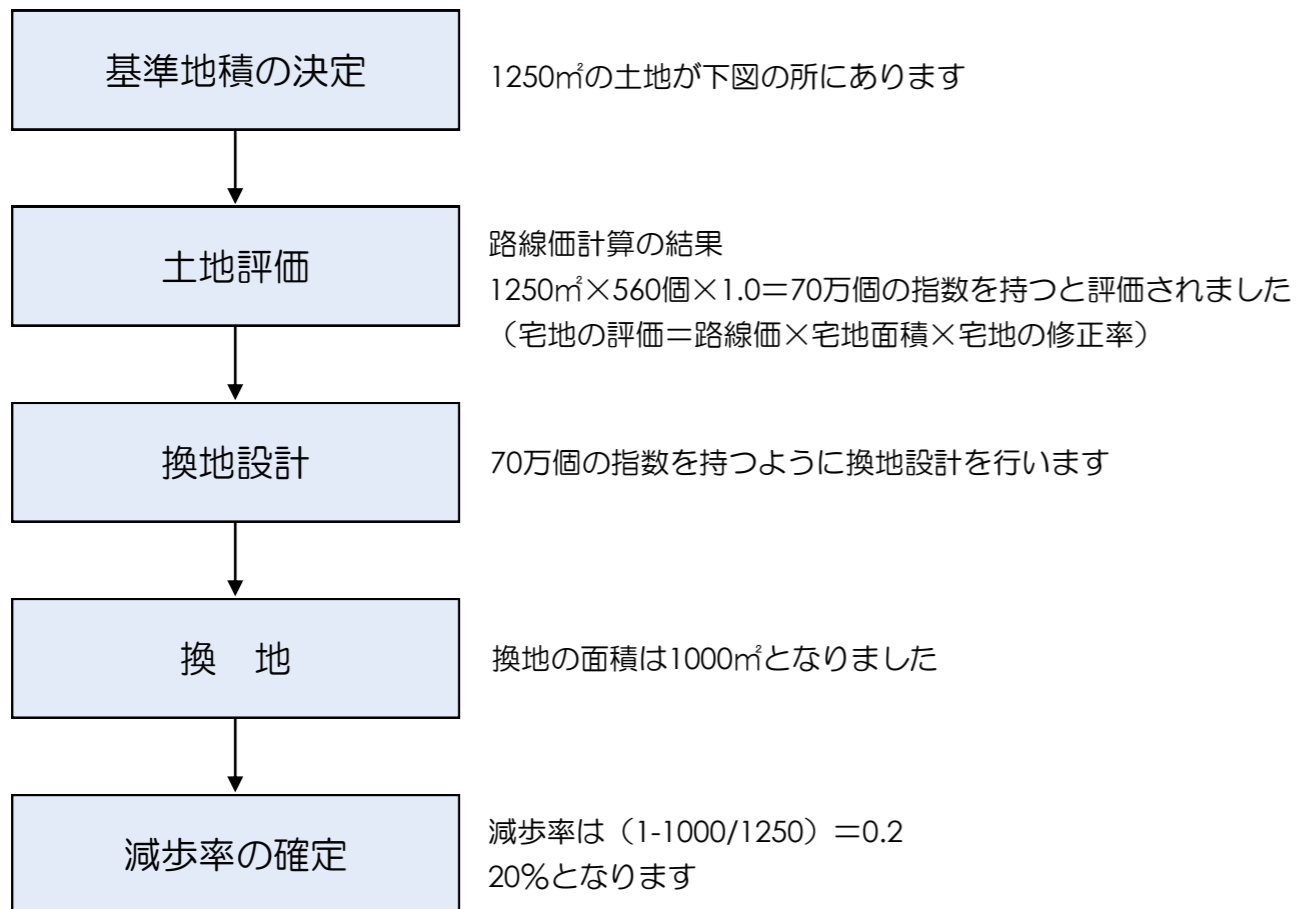 基準地積の決定
1250㎡の土地が下図の所にあります
土地評価
路線価計算の結果
1250㎡×560個×1.0＝70万個の指数を持つと評価されました
（宅地の評価＝路線価×宅地面積×宅地の修正率）
換地設計
70万個の指数を持つように換地設計を行います
換　地
換地の面積は1000㎡となりました
減歩率の確定
減歩率は（1-1000/1250）＝0.2
20％となります